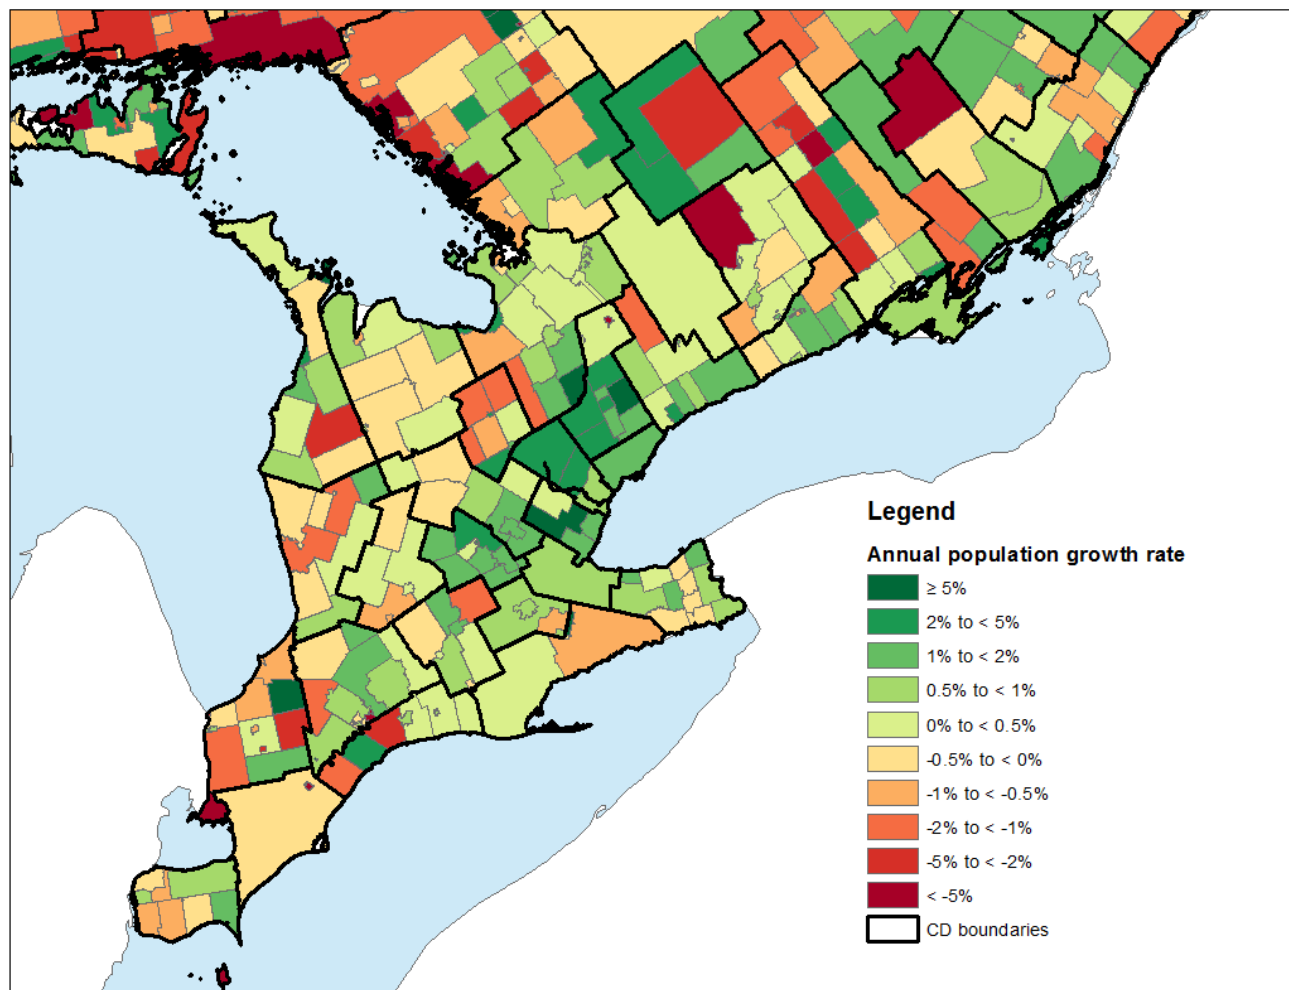 Legend
Annual population growth rate
≥ 5%
2% to < 5%
1% to < 2%
0.5% to < 1%
0% to < 0.5%
-0.5% to < 0%
-1% to < -0.5%
-2% to < -1%
-5% to < -2%
< -5%
CD boundaries